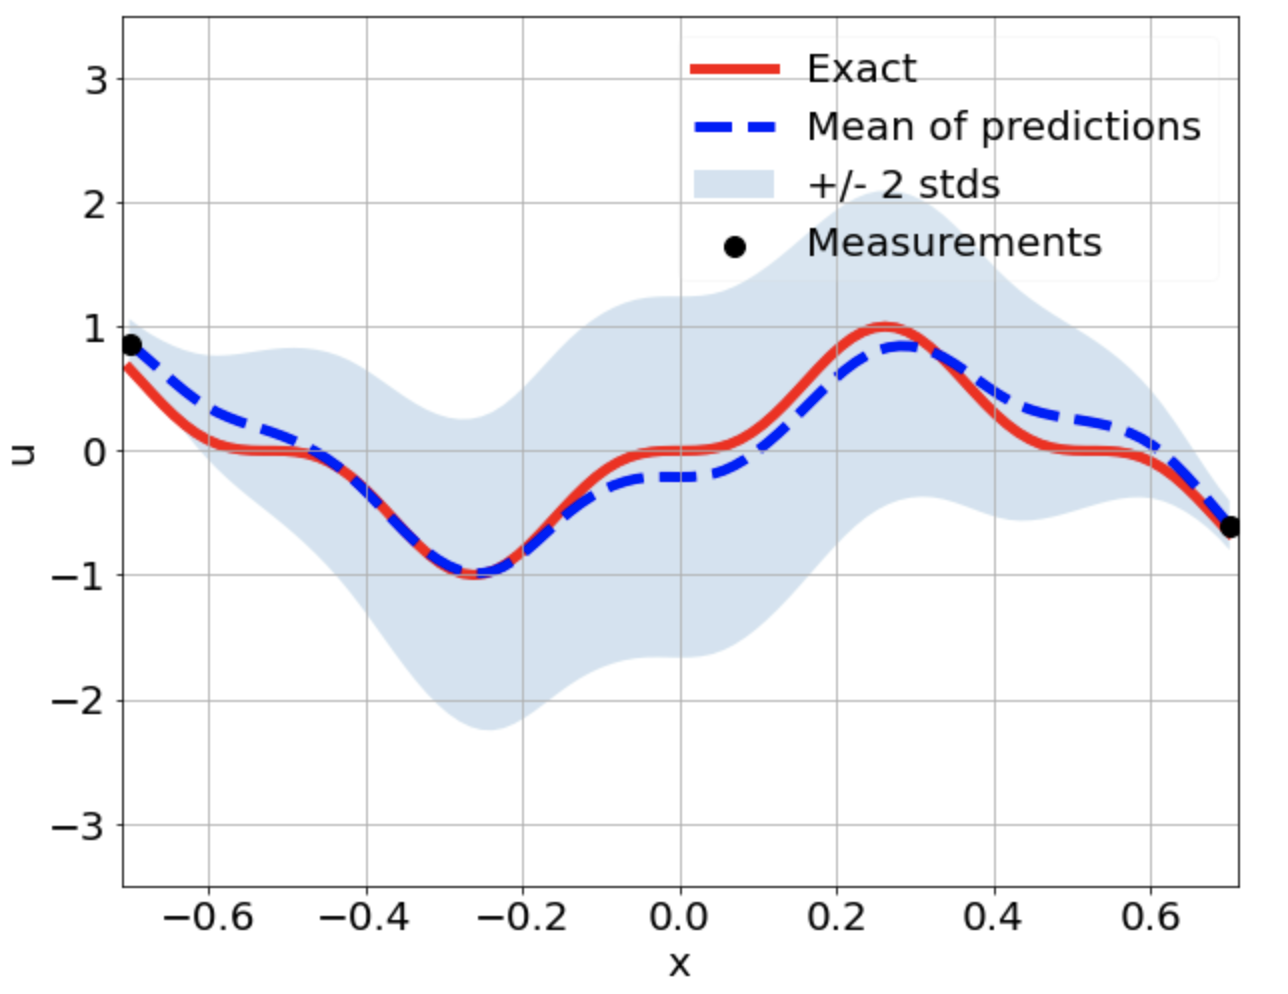 Exact
Mean of predictions
+/- 2 stds
Measurements
3
2
1
0
−1
−2
−3
u
−0.6 −0.4 −0.2 0.0 0.2 0.4 0.6
x